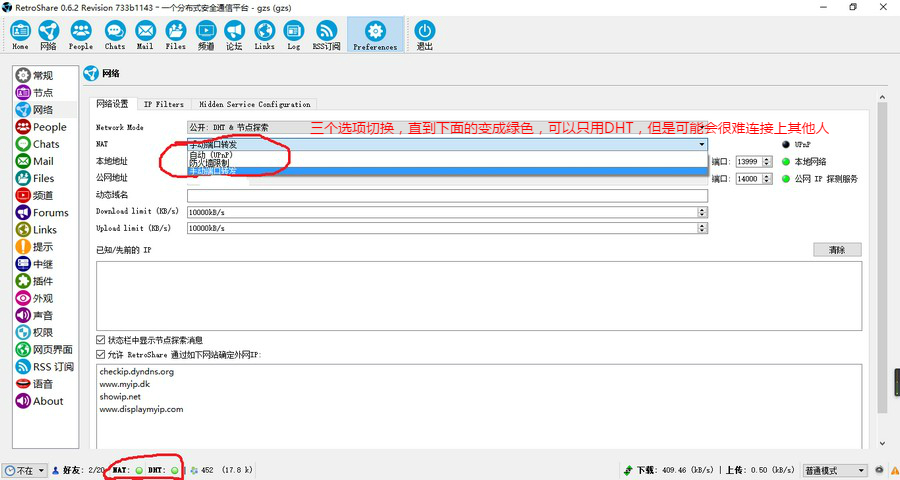 RetroShare 0.6.2 Revision 733b1143 - 一个分布式安全通信平台 - gzs (gzs)
Home 网络 People Chats Mail Files 频道 论坛 Links Log RSS订阅 Preferences 退出
常规
节点
网络
People
Chats
Mail
Files
频道
Forums
Links
提示
中继
插件
外观
声音
权限
网页界面
RSS 订阅
语音
About
网络
网络设置 IP Filters Hidden Service Configuration
Network Mode 公开: DHT & 节点探索
三个选项切换，直到下面的变成绿色，可以只用DHT，但是可能会很难连接上其他人
NAT 手动端口转发 UPnP
自动 (UPnP)
防火墙限制
手动端口转发
本地地址 端口: 13999 本地网络
公网地址 端口: 14000 公网 IP 探测服务
动态域名
Download limit (KB/s) 10000kB/s
Upload limit (KB/s) 10000kB/s
已知/先前的 IP 清除
状态栏中显示节点探索消息
允许 RetroShare 通过如下网站确定外网IP:
checkip.dyndns.org
www.myip.dk
showip.net
www.displaymyip.com
不在 好友: 2/20 NAT: DHT: 452 (17.8 k) 下载: 409.46 (kB/s) | 上传: 0.50 (kB/s) 普通模式